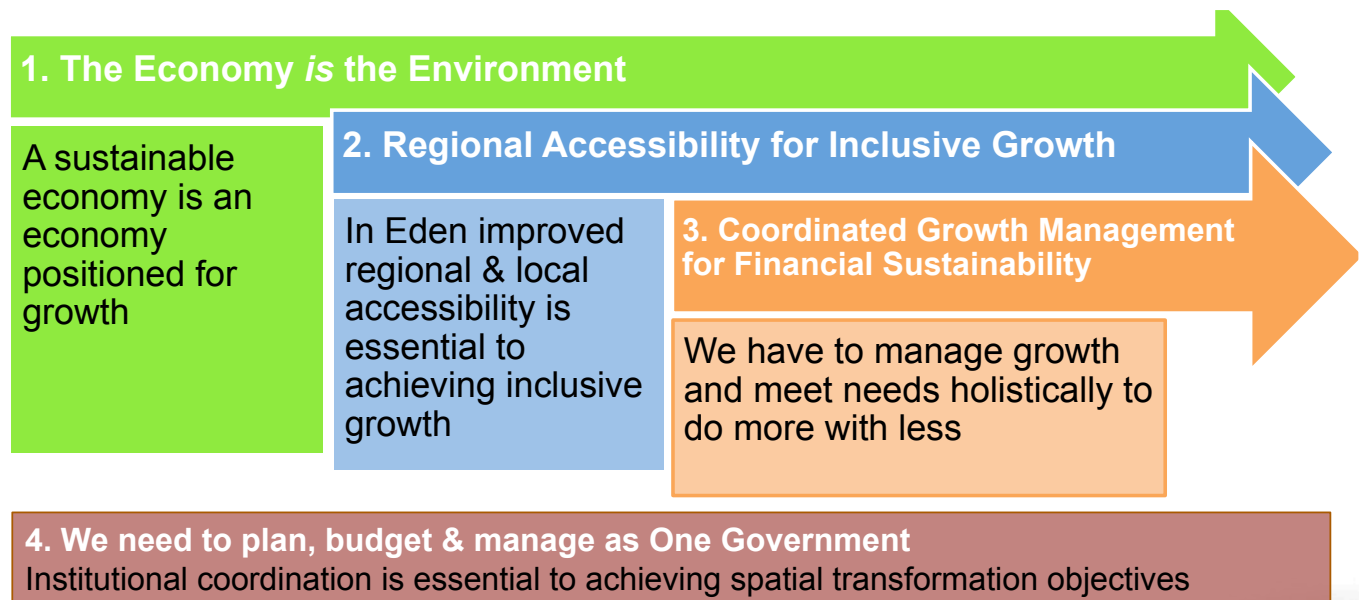 1. The Economy is the Environment
A sustainable
economy is an
economy
positioned for
growth
2. Regional Accessibility for Inclusive Growth
In Eden improved
regional & local
accessibility is
essential to
achieving inclusive
growth
3. Coordinated Growth Management
for Financial Sustainability
We have to manage growth
and meet needs holistically to
do more with less
4. We need to plan, budget & manage as One Government
Institutional coordination is essential to achieving spatial transformation objectives